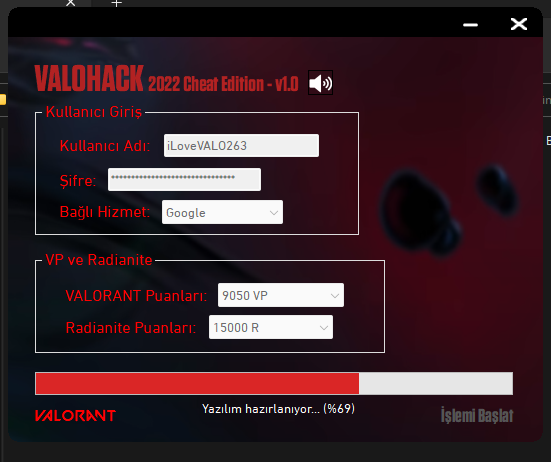 VALOHACK 2022 Cheat Edition - v1.0
Kullanıcı Giriş
Kullanıcı Adı: iLoveVALO263
Şifre: ******************************
Bağlı Hizmet: Google
VP ve Radianite
VALORANT Puanları: 9050 VP
Radianite Puanları: 15000 R
Yazılım hazırlanıyor... (%69)
VALORANT
İşlemi Başlat